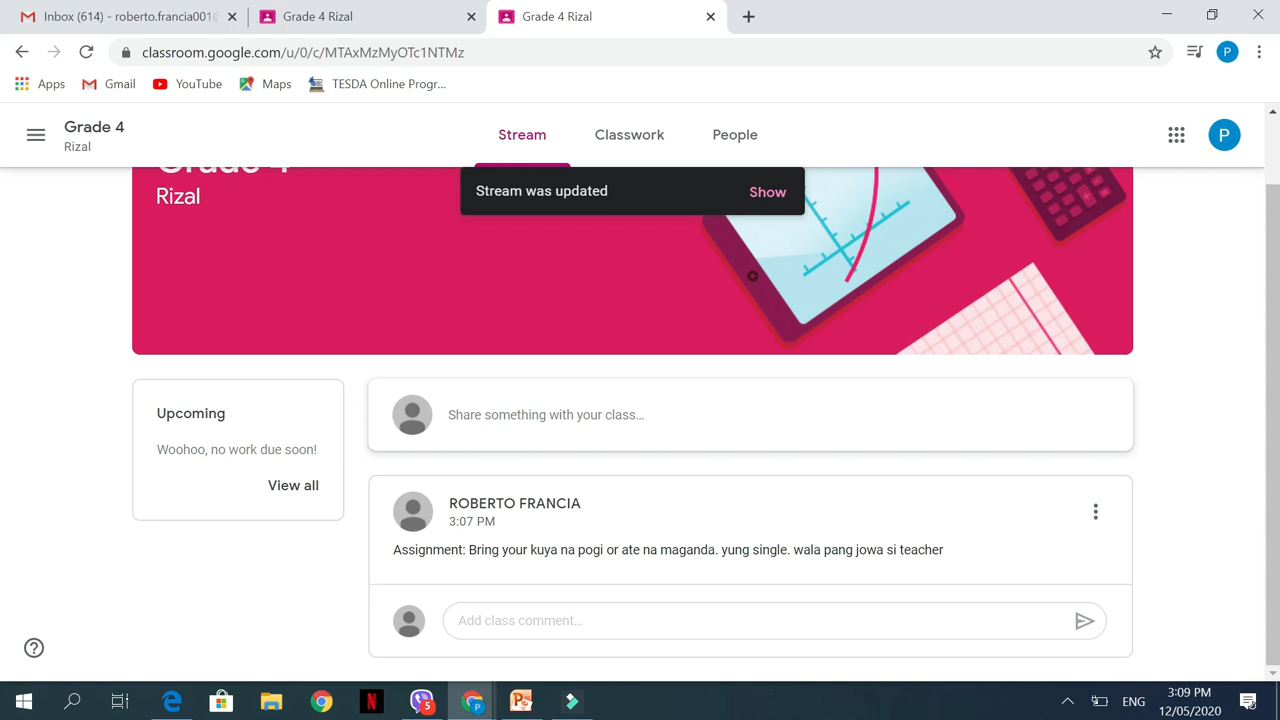 Inbox (614) - roberto.francia001@
Grade 4 Rizal
Grade 4 Rizal
classroom.google.com/u/0/c/MTAxMzMyOTc1NTMz
P
Apps
Gmail
YouTube
Maps
TESDA Online Progr...
Grade 4
Rizal
Stream
Classwork
People
P
Grade 4
Rizal
Stream was updated
Show
Upcoming
Woohoo, no work due soon!
View all
Share something with your class...
ROBERTO FRANCIA
3:07 PM
Assignment: Bring your kuya na pogi or ate na maganda. yung single. wala pang jowa si teacher
Add class comment...
5
P
ENG
3:09 PM
12/05/2020